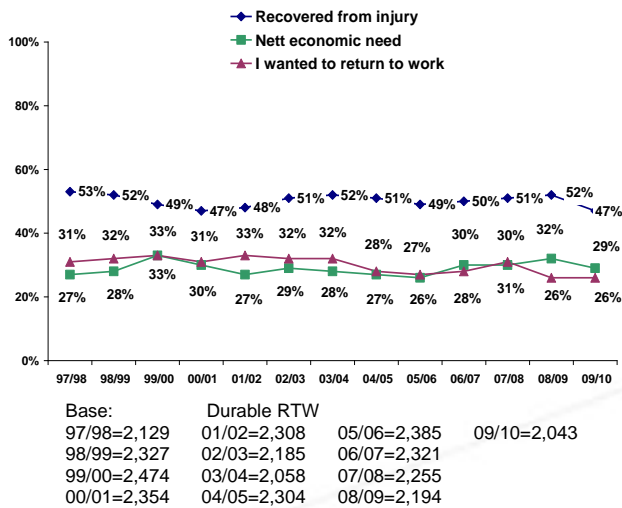 Recovered from injury
Nett economic need
I wanted to return to work
100%
80%
60%
40%
20%
0%
53% 52% 49% 47% 48% 51% 52% 51% 49% 50% 51% 52% 47%
31% 32% 33% 31% 33% 32% 32% 28% 27% 30% 30% 32% 29%
27% 28% 33% 30% 27% 29% 28% 27% 26% 28% 31% 26% 26%
97/98 98/99 99/00 00/01 01/02 02/03 03/04 04/05 05/06 06/07 07/08 08/09 09/10
Base: Durable RTW
97/98=2,129 01/02=2,308 05/06=2,385 09/10=2,043
98/99=2,327 02/03=2,185 06/07=2,321
99/00=2,474 03/04=2,058 07/08=2,255
00/01=2,354 04/05=2,304 08/09=2,194